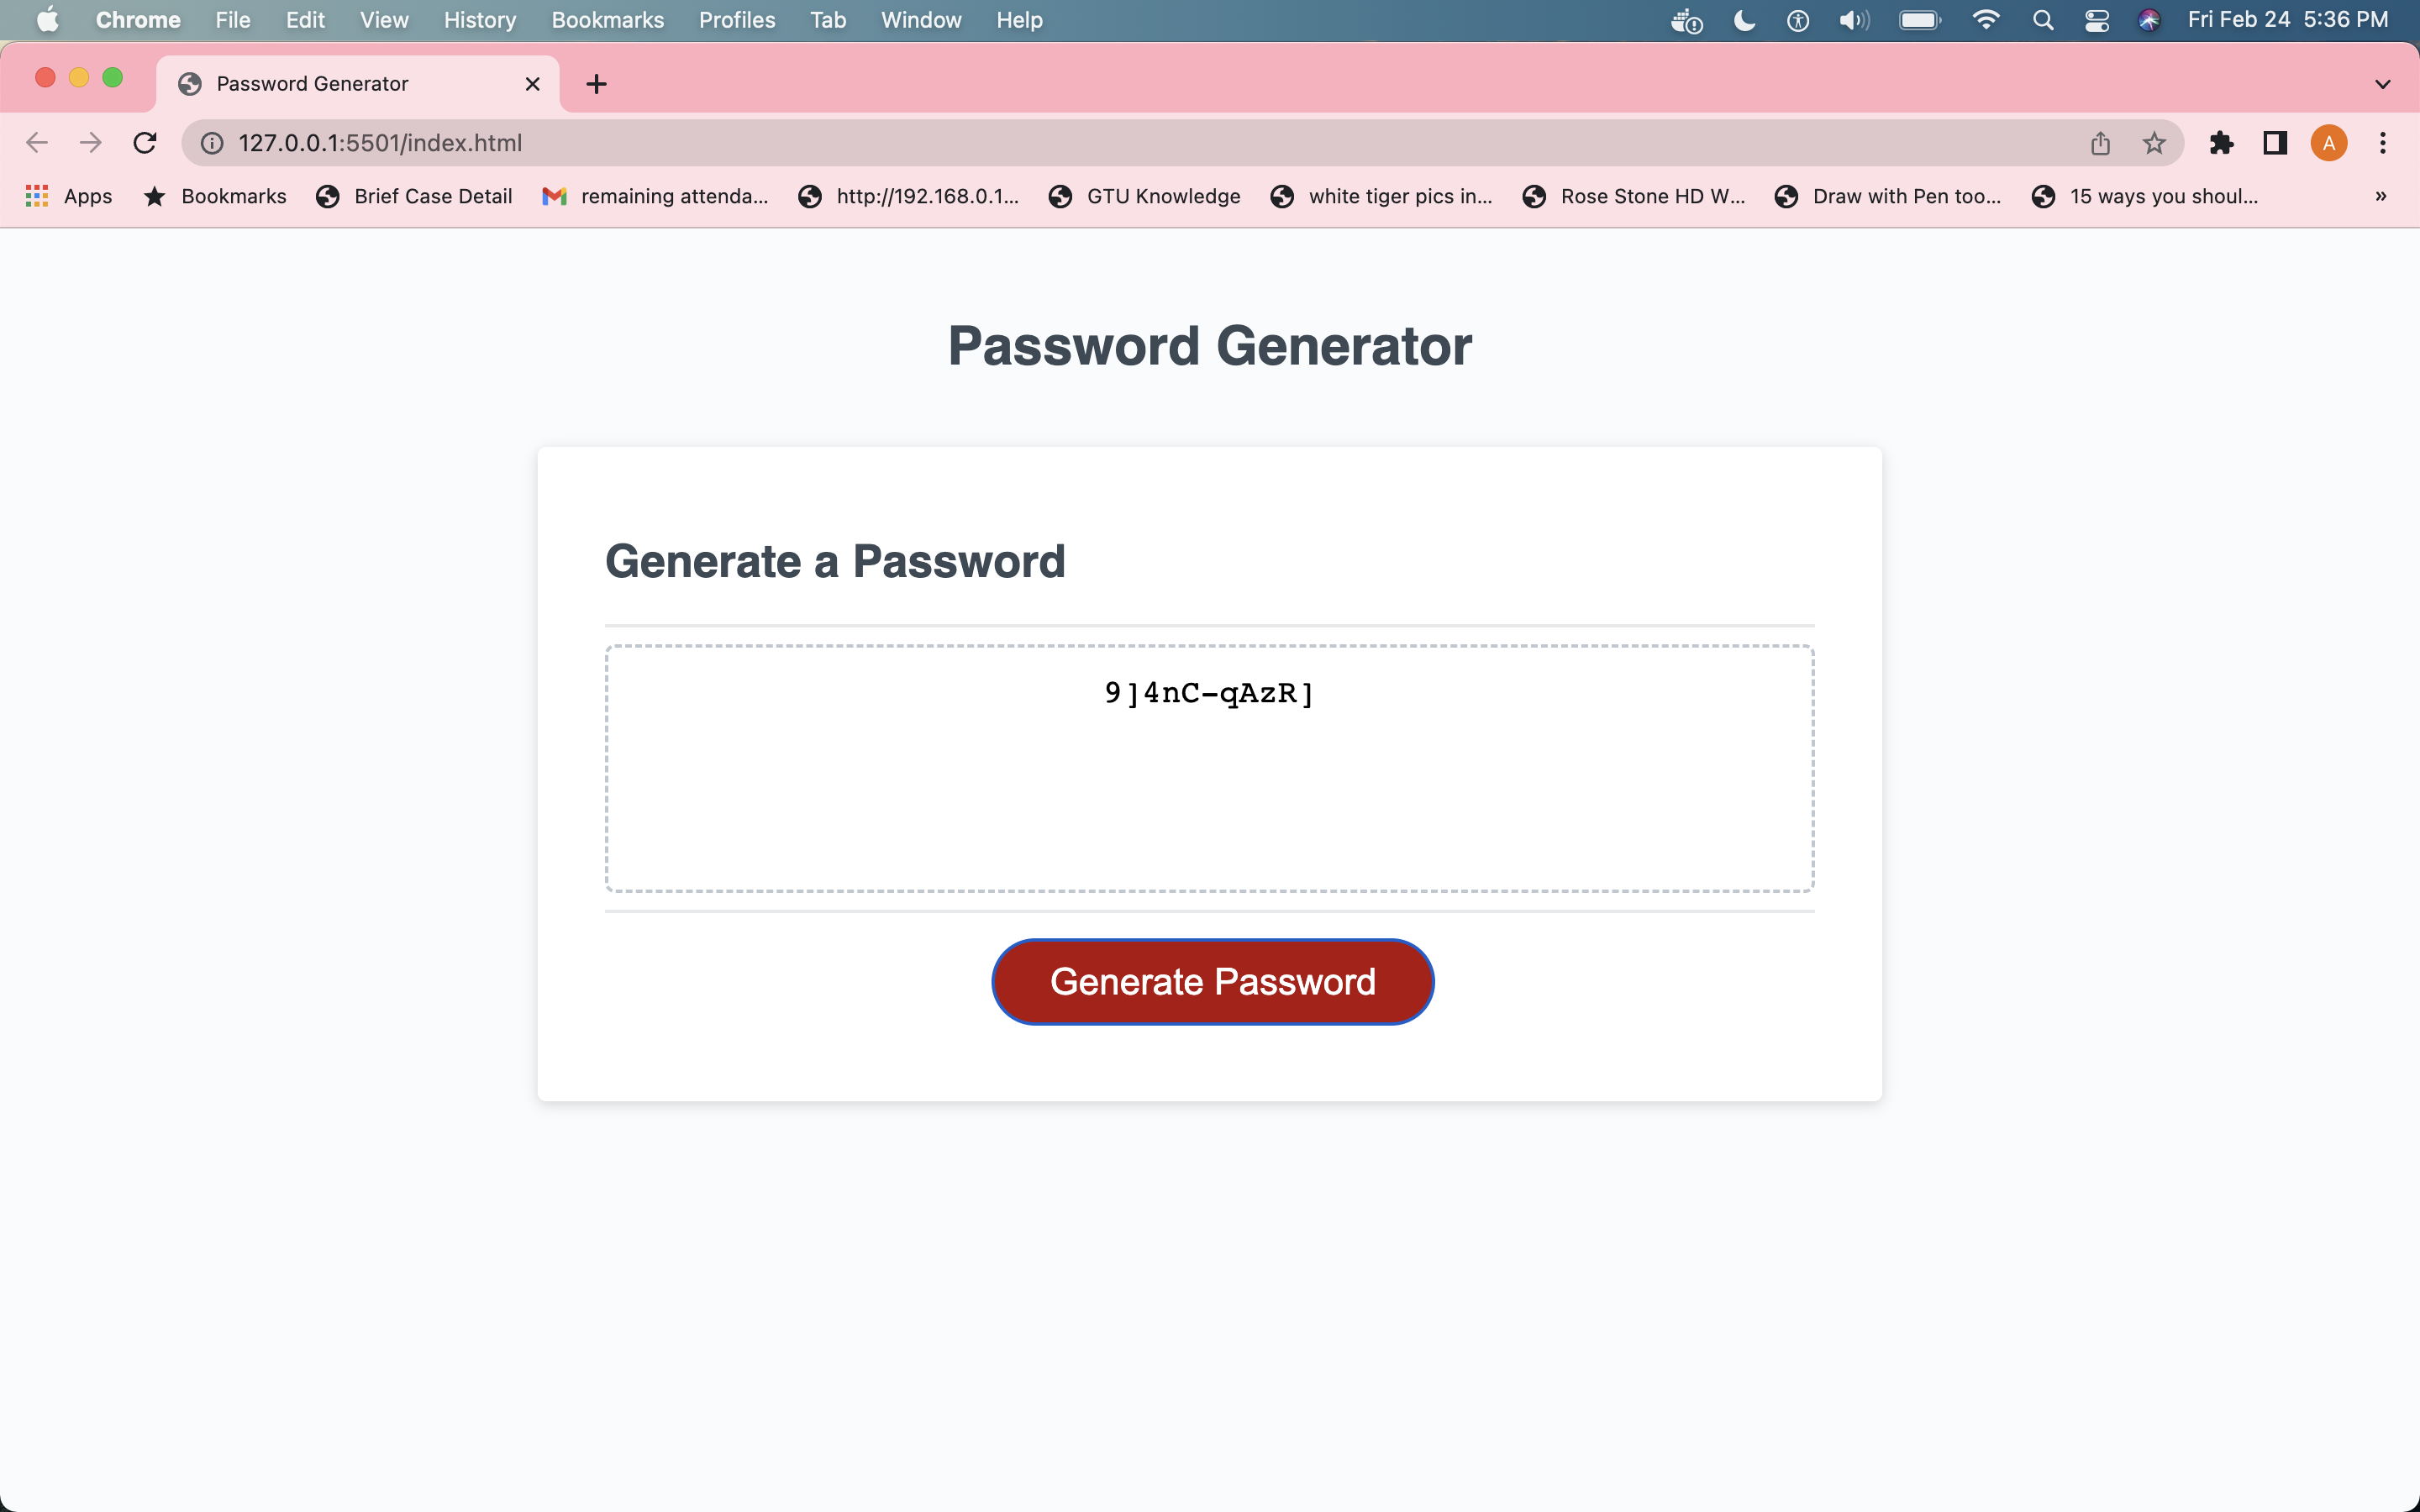 Chrome File Edit View History Bookmarks Profiles Tab Window Help Fri Feb 24 5:36 PM
Password Generator
127.0.0.1:5501/index.html A
Apps Bookmarks Brief Case Detail remaining attenda... http://192.168.0.1... GTU Knowledge white tiger pics in... Rose Stone HD W... Draw with Pen too... 15 ways you shoul... »
Password Generator
Generate a Password
9]4nC-qAzR]
Generate Password